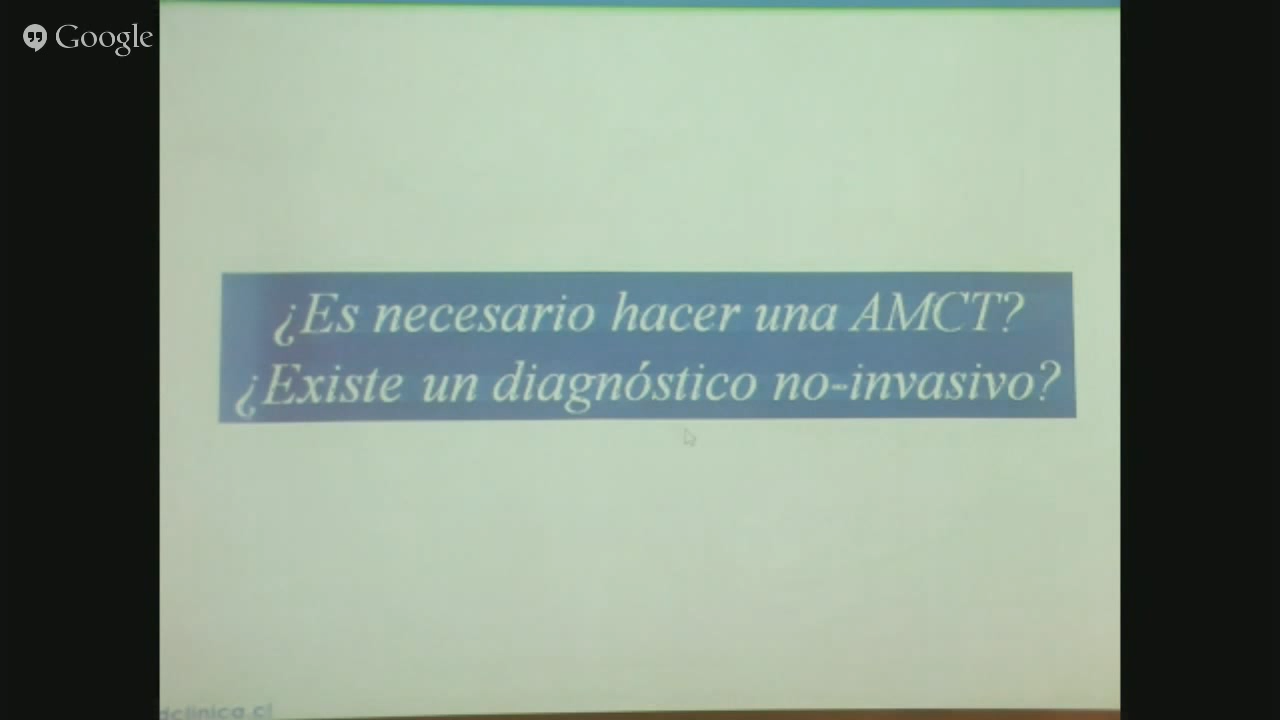 Google
¿Es necesario hacer una AMCT?
¿Existe un diagnóstico no-invasivo?